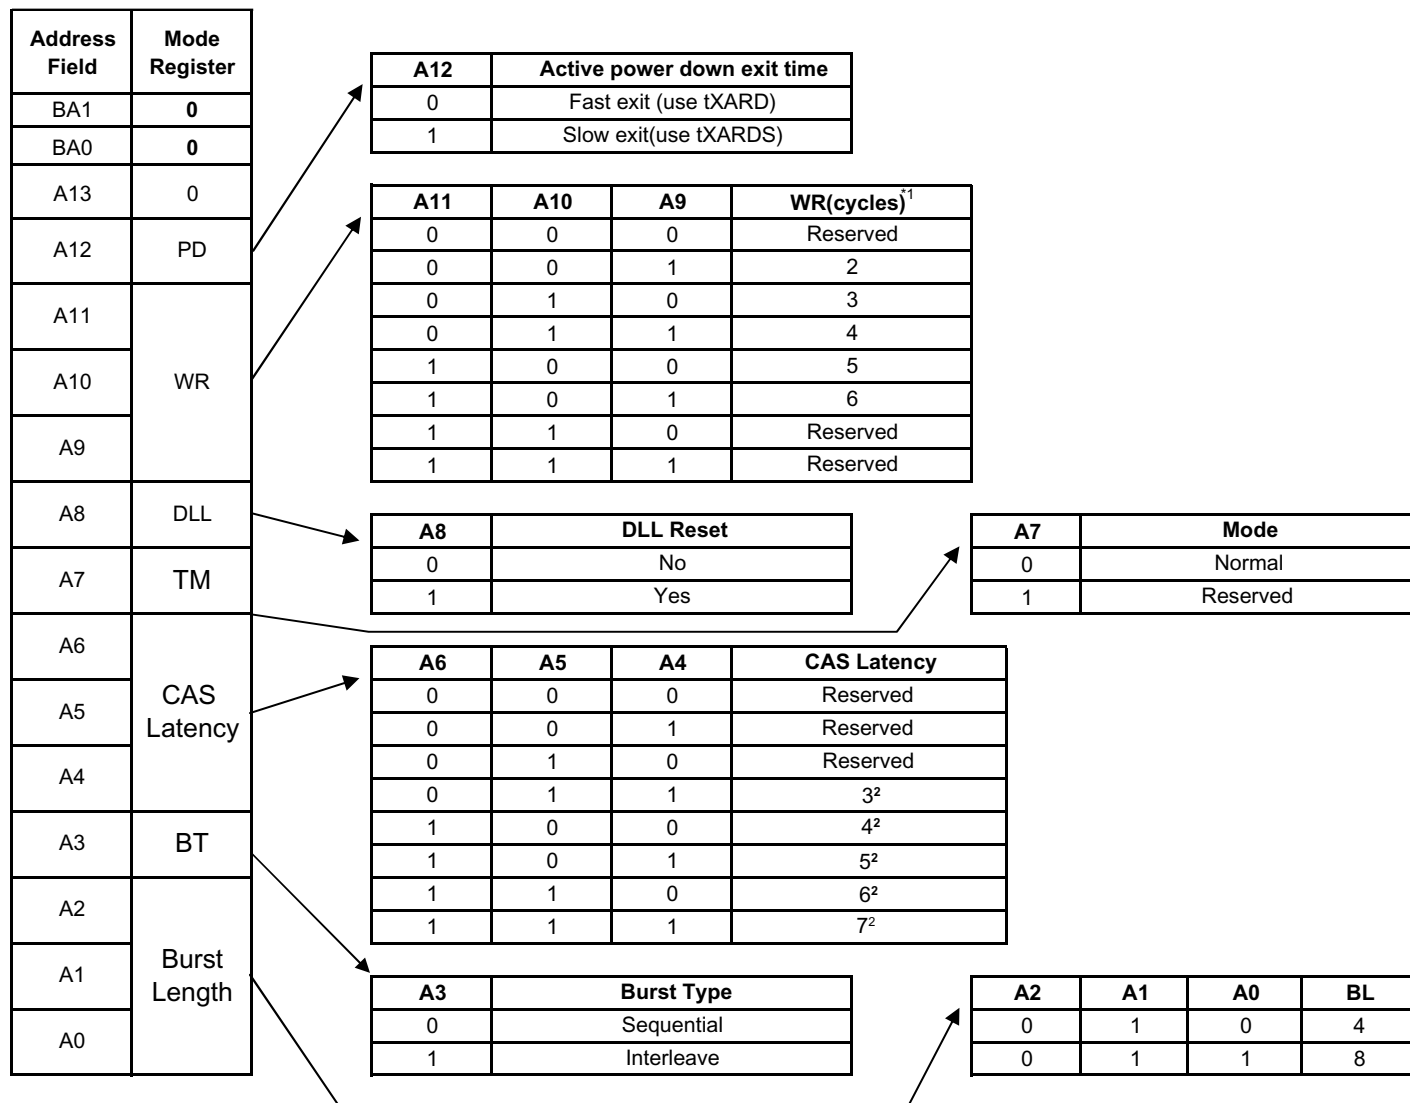 Address Field | Mode Register
BA1 | 0
BA0 | 0
A13 | 0
A12 | PD
A11
A10 | WR
A9
A8 | DLL
A7 | TM
A6
A5 | CAS Latency
A4
A3 | BT
A2
A1 | Burst Length
A0
A12 | Active power down exit time
0 | Fast exit (use tXARD)
1 | Slow exit(use tXARDS)
A11 | A10 | A9 | WR(cycles)*1
0 | 0 | 0 | Reserved
0 | 0 | 1 | 2
0 | 1 | 0 | 3
0 | 1 | 1 | 4
1 | 0 | 0 | 5
1 | 0 | 1 | 6
1 | 1 | 0 | Reserved
1 | 1 | 1 | Reserved
A8 | DLL Reset
0 | No
1 | Yes
A7 | Mode
0 | Normal
1 | Reserved
A6 | A5 | A4 | CAS Latency
0 | 0 | 0 | Reserved
0 | 0 | 1 | Reserved
0 | 1 | 0 | Reserved
0 | 1 | 1 | 3²
1 | 0 | 0 | 4²
1 | 0 | 1 | 5²
1 | 1 | 0 | 6²
1 | 1 | 1 | 7²
A3 | Burst Type
0 | Sequential
1 | Interleave
A2 | A1 | A0 | BL
0 | 1 | 0 | 4
0 | 1 | 1 | 8